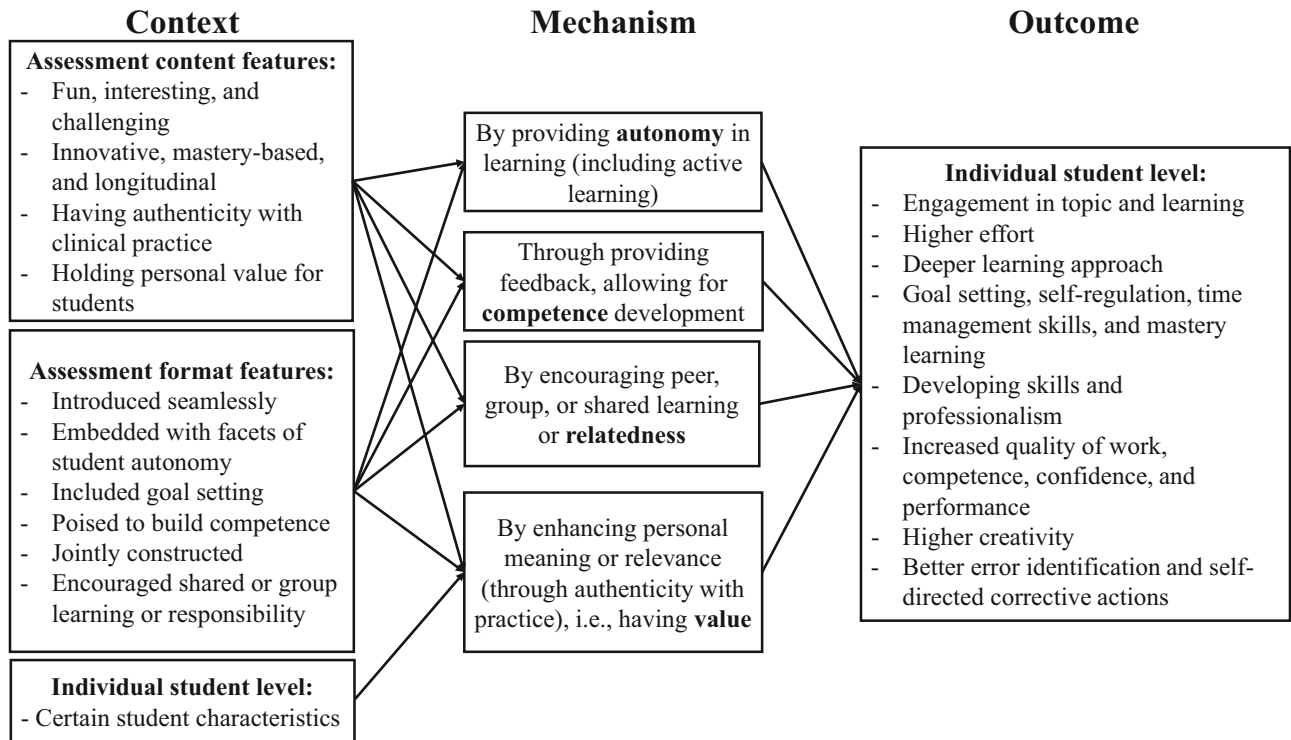 Context
Mechanism
Outcome
Assessment content features:
- Fun, interesting, and
challenging
- Innovative, mastery-based,
and longitudinal
- Having authenticity with
clinical practice
- Holding personal value for
students
Assessment format features:
- Introduced seamlessly
- Embedded with facets of
student autonomy
- Included goal setting
- Poised to build competence
- Jointly constructed
- Encouraged shared or group
learning or responsibility
Individual student level:
- Certain student characteristics
By providing autonomy in
learning (including active
learning)
Through providing
feedback, allowing for
competence development
By encouraging peer,
group, or shared learning
or relatedness
By enhancing personal
meaning or relevance
(through authenticity with
practice), i.e., having value
Individual student level:
- Engagement in topic and learning
- Higher effort
- Deeper learning approach
- Goal setting, self-regulation, time
management skills, and mastery
learning
- Developing skills and
professionalism
- Increased quality of work,
competence, confidence, and
performance
- Higher creativity
- Better error identification and self-
directed corrective actions